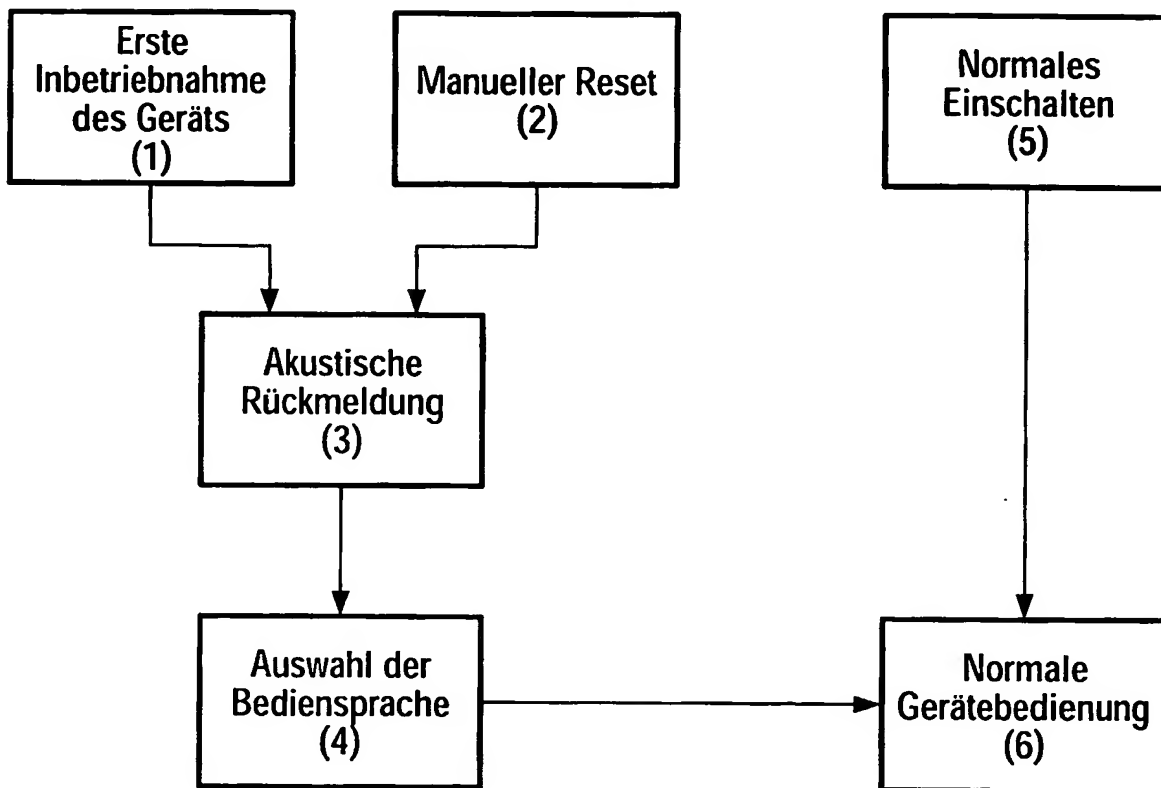 Erste
Inbetriebnahme
des Geräts
(1)
Manueller Reset
(2)
Normales
Einschalten
(5)
Akustische
Rückmeldung
(3)
Auswahl der
Bediensprache
(4)
Normale
Gerätebedienung
(6)